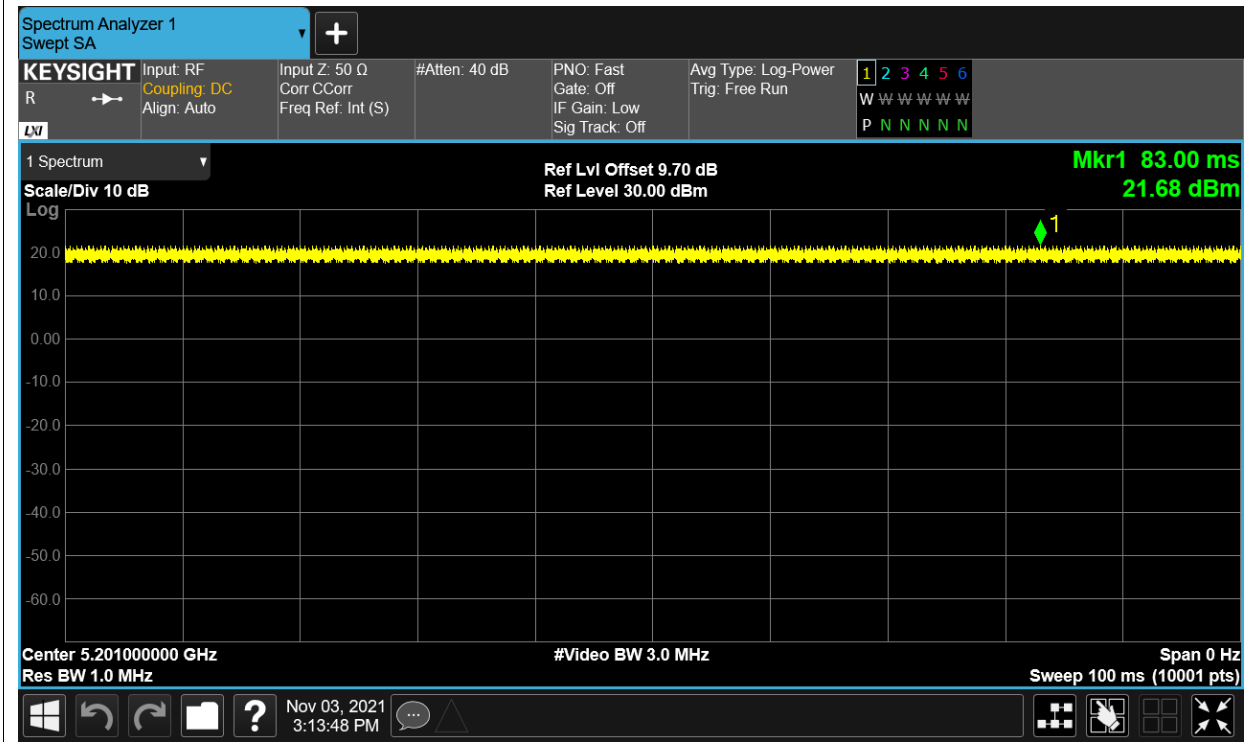 Spectrum Analyzer 1
Swept SA
KEYSIGHT
R
LXI
Input: RF
Coupling: DC
Align: Auto
Input Z: 50 Ω
Corr CCorr
Freq Ref: Int (S)
#Atten: 40 dB
PNO: Fast
Gate: Off
IF Gain: Low
Sig Track: Off
Avg Type: Log-Power
Trig: Free Run
1 2 3 4 5 6
W W W W W W
P N N N N N
1 Spectrum
Scale/Div 10 dB
Ref Lvl Offset 9.70 dB
Ref Level 30.00 dBm
Mkr1 83.00 ms
21.68 dBm
Log
1
20.0
10.0
0.00
-10.0
-20.0
-30.0
-40.0
-50.0
-60.0
Center 5.201000000 GHz
#Video BW 3.0 MHz
Span 0 Hz
Res BW 1.0 MHz
Sweep 100 ms (10001 pts)
?
Nov 03, 2021
3:13:48 PM